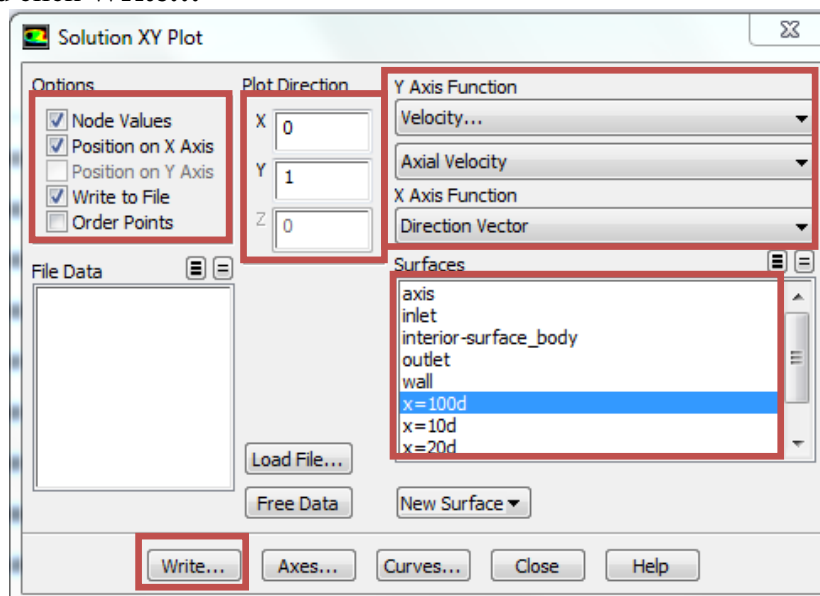 Solution XY Plot
Options
Node Values
Position on X Axis
Position on Y Axis
Write to File
Order Points
Plot Direction
X 0
Y 1
Z 0
Y Axis Function
Velocity...
Axial Velocity
X Axis Function
Direction Vector
File Data
Surfaces
axis
inlet
interior-surface_body
outlet
wall
x=100d
x=10d
x=20d
Load File...
Free Data
New Surface
Write...
Axes...
Curves...
Close
Help